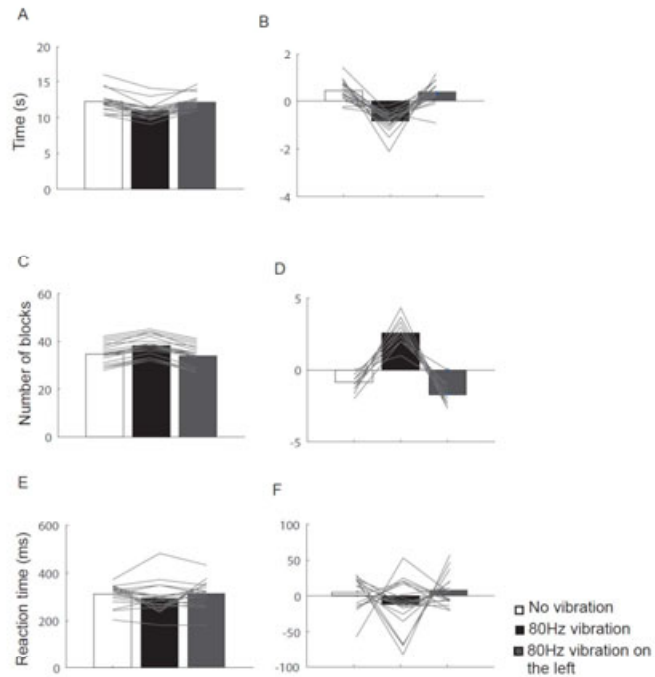 A
B
20
15
10
5
0
Time (s)
2
0
-2
-4
C
D
60
40
20
0
Number of blocks
5
0
-5
E
F
600
400
200
0
Reaction time (ms)
100
50
0
-50
-100
No vibration
80Hz vibration
80Hz vibration on
the left